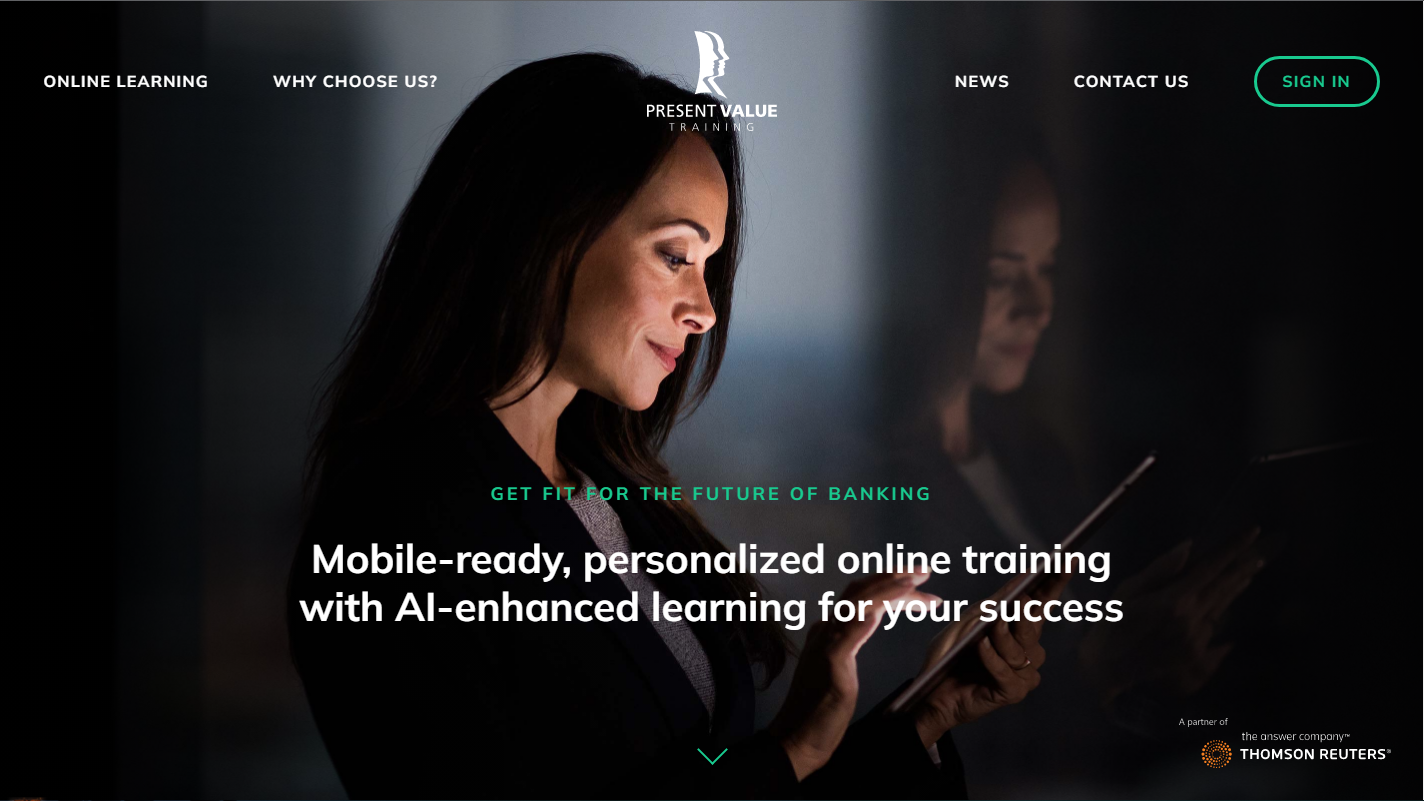 ONLINE LEARNING
WHY CHOOSE US?
PRESENT VALUE
TRAINING
NEWS
CONTACT US
SIGN IN
GET FIT FOR THE FUTURE OF BANKING
Mobile-ready, personalized online training
with AI-enhanced learning for your success
A partner of
the answer company™
THOMSON REUTERS®